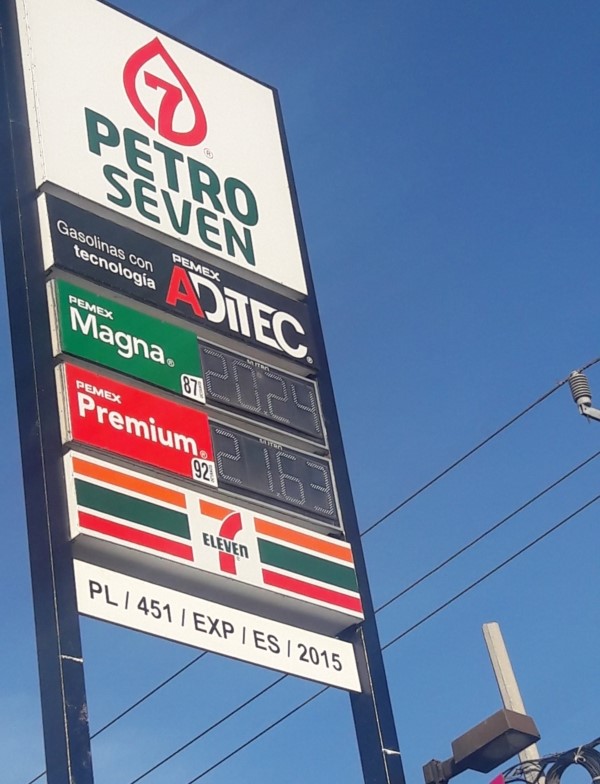 7
PETRO
SEVEN
®
Gasolinas con
tecnología
PEMEX
ADITEC®
PEMEX
Magna®
87
20.24
PEMEX
Premium®
92
21.63
7
ELEVEn
PL / 451 / EXP / ES / 2015